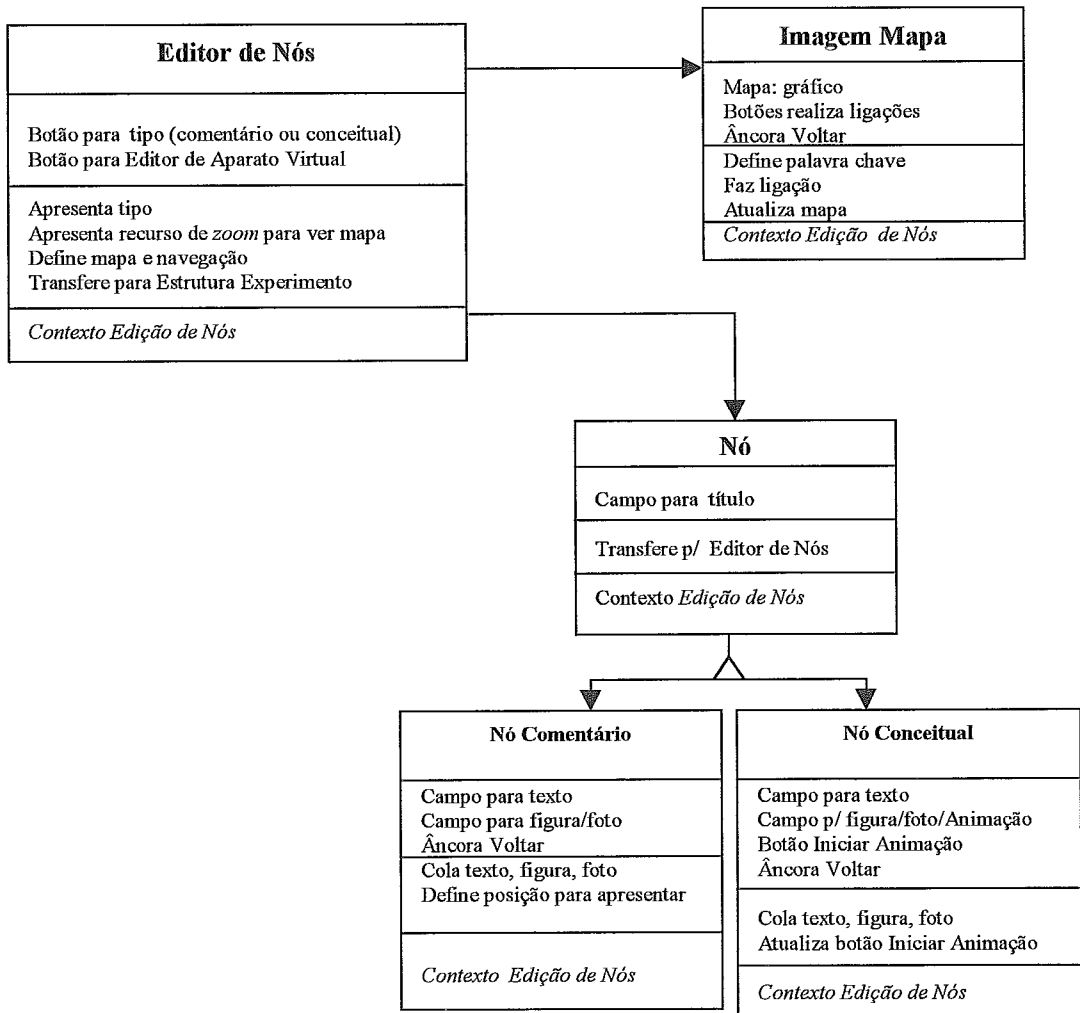 Editor de Nós
Botão para tipo (comentário ou conceitual)
Botão para Editor de Aparato Virtual
Apresenta tipo
Apresenta recurso de zoom para ver mapa
Define mapa e navegação
Transfere para Estrutura Experimento
Contexto Edição de Nós
Imagem Mapa
Mapa: gráfico
Botões realiza ligações
Âncora Voltar
Define palavra chave
Faz ligação
Atualiza mapa
Contexto Edição de Nós
Nó
Campo para título
Transfere p/ Editor de Nós
Contexto Edição de Nós
Nó Comentário
Campo para texto
Campo para figura/foto
Âncora Voltar
Cola texto, figura, foto
Define posição para apresentar
Contexto Edição de Nós
Nó Conceitual
Campo para texto
Campo p/ figura/foto/Animação
Botão Iniciar Animação
Âncora Voltar
Cola texto, figura, foto
Atualiza botão Iniciar Animação
Contexto Edição de Nós